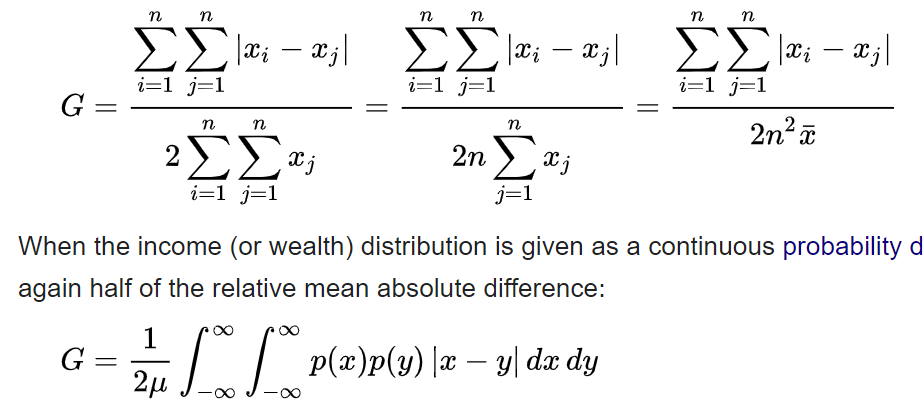 G = \frac{\sum_{i=1}^{n} \sum_{j=1}^{n} |x_i - x_j|}{2 \sum_{i=1}^{n} \sum_{j=1}^{n} x_j} = \frac{\sum_{i=1}^{n} \sum_{j=1}^{n} |x_i - x_j|}{2n \sum_{j=1}^{n} x_j} = \frac{\sum_{i=1}^{n} \sum_{j=1}^{n} |x_i - x_j|}{2n^2 \bar{x}}
When the income (or wealth) distribution is given as a continuous probability d
again half of the relative mean absolute difference:
G = \frac{1}{2\mu} \int_{-\infty}^{\infty} \int_{-\infty}^{\infty} p(x)p(y) |x - y| \, dx \, dy